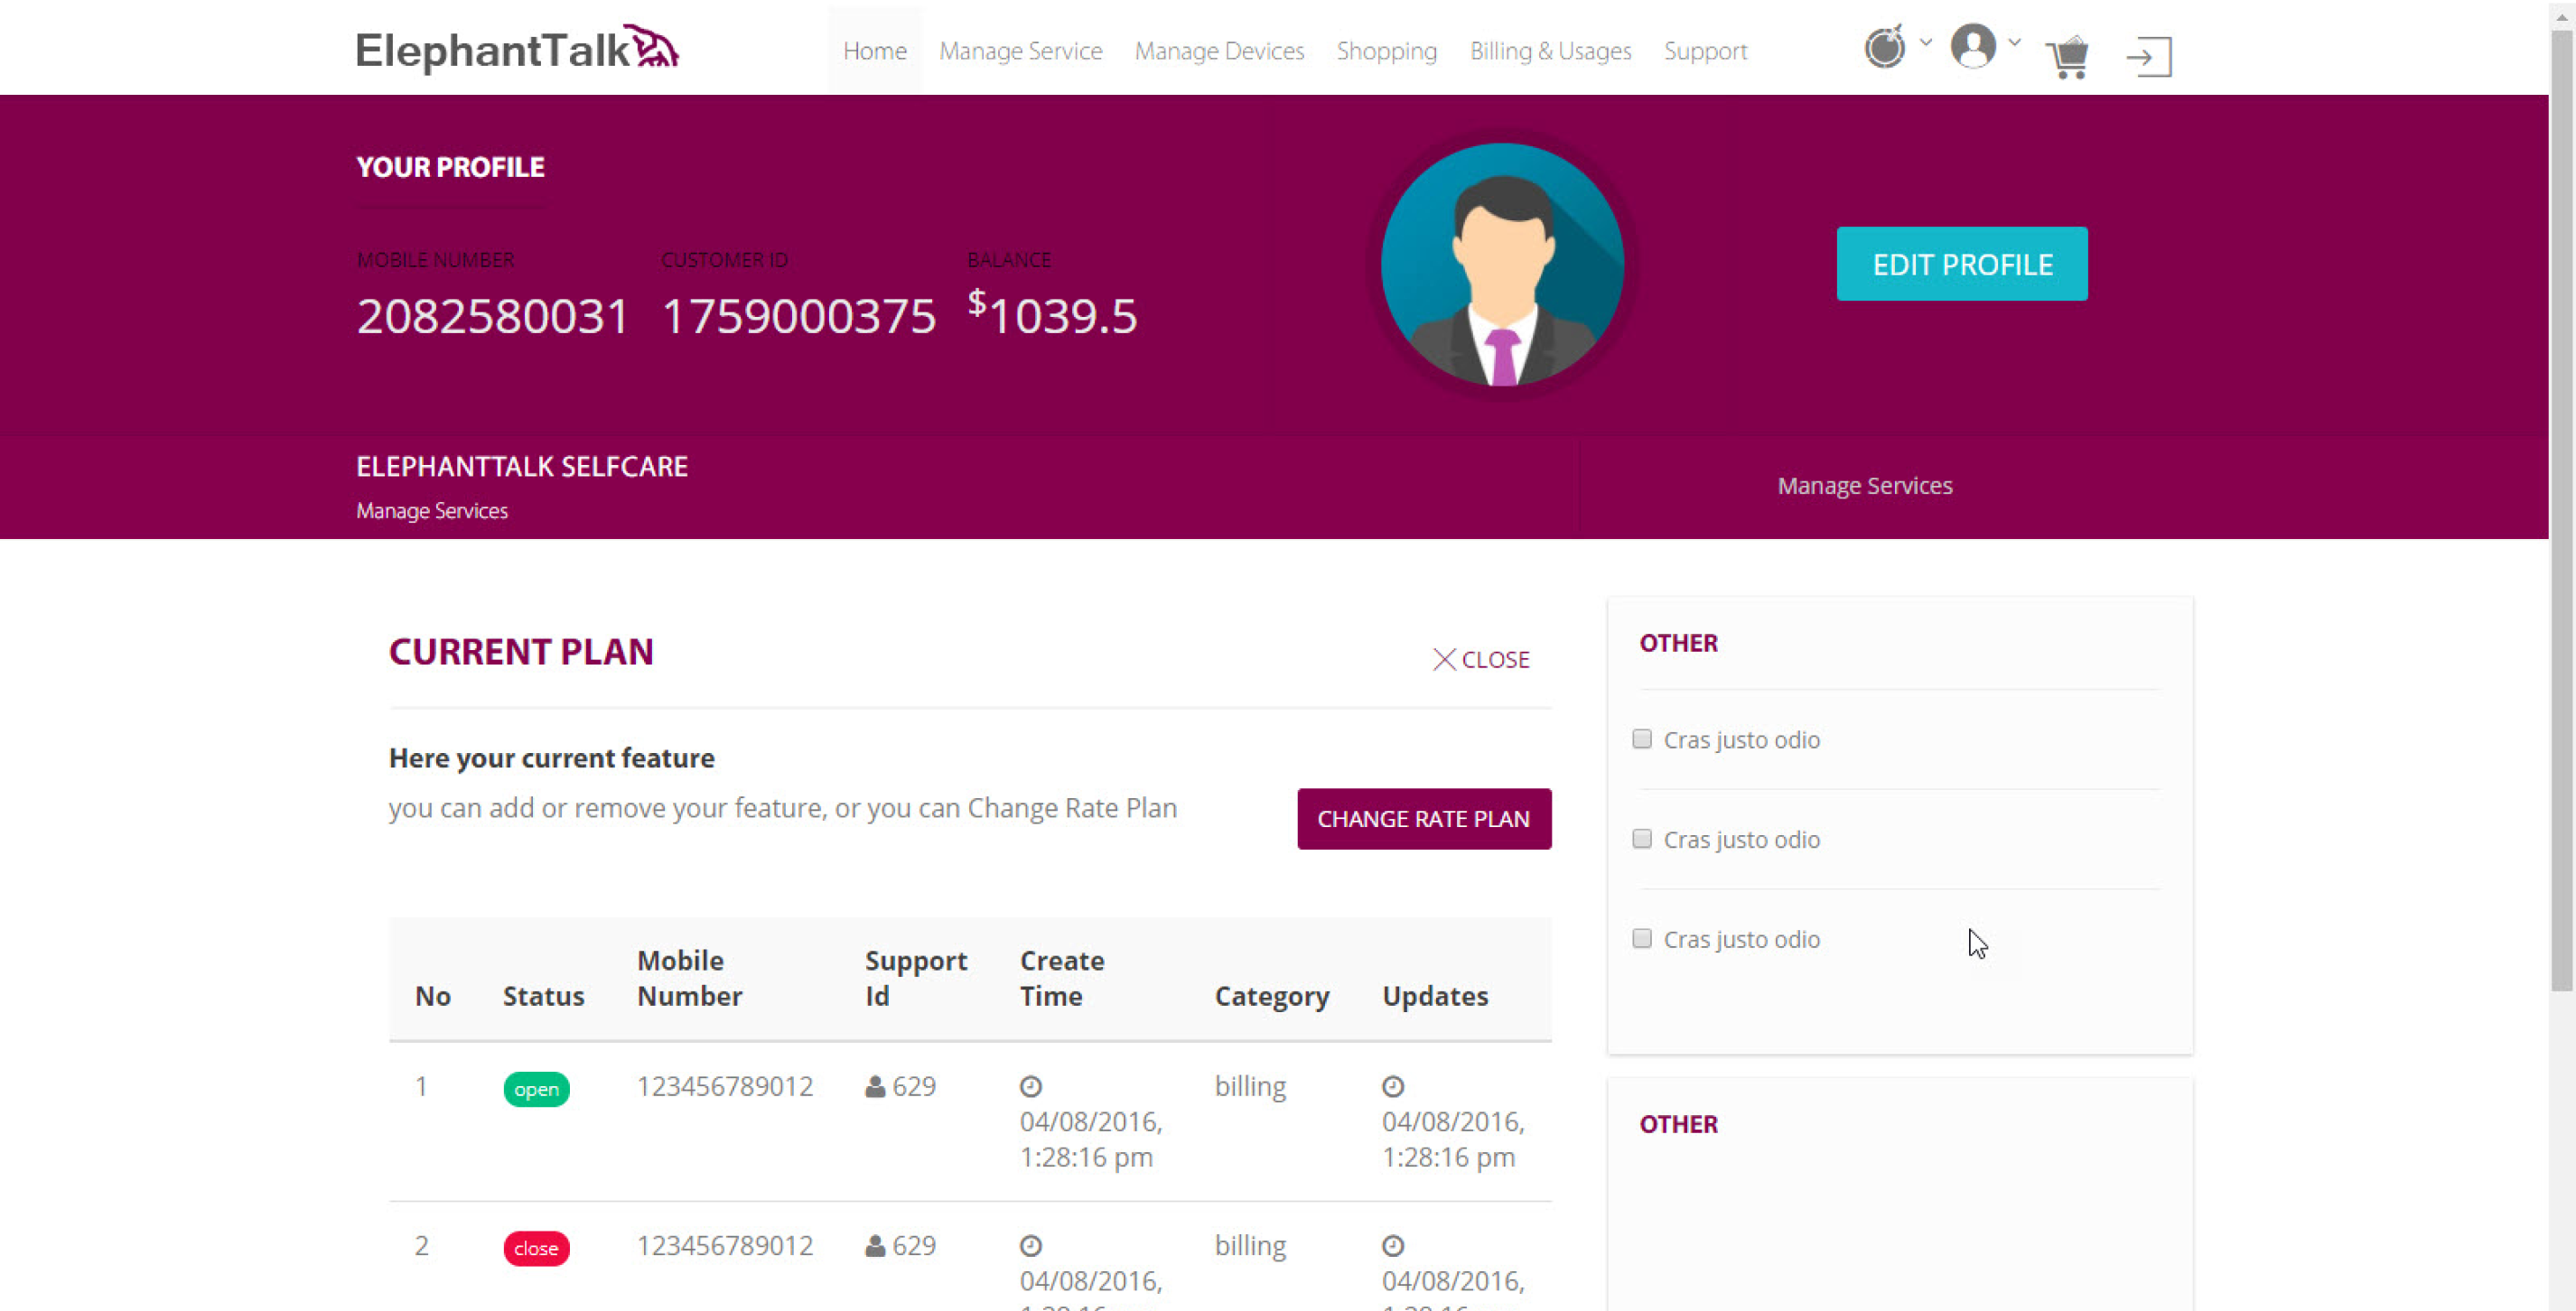 ElephantTalk
Home Manage Service Manage Devices Shopping Billing & Usages Support
YOUR PROFILE
MOBILE NUMBER CUSTOMER ID BALANCE
2082580031 1759000375 $1039.5
EDIT PROFILE
ELEPHANTTALK SELFCARE
Manage Services
Manage Services
CURRENT PLAN
CLOSE
Here your current feature
you can add or remove your feature, or you can Change Rate Plan
CHANGE RATE PLAN
No Status Mobile Number Support Id Create Time Category Updates
1 open 123456789012 629 04/08/2016, billing 04/08/2016,
1:28:16 pm 1:28:16 pm
2 close 123456789012 629 04/08/2016, billing 04/08/2016,
OTHER
Cras justo odio
Cras justo odio
Cras justo odio
OTHER